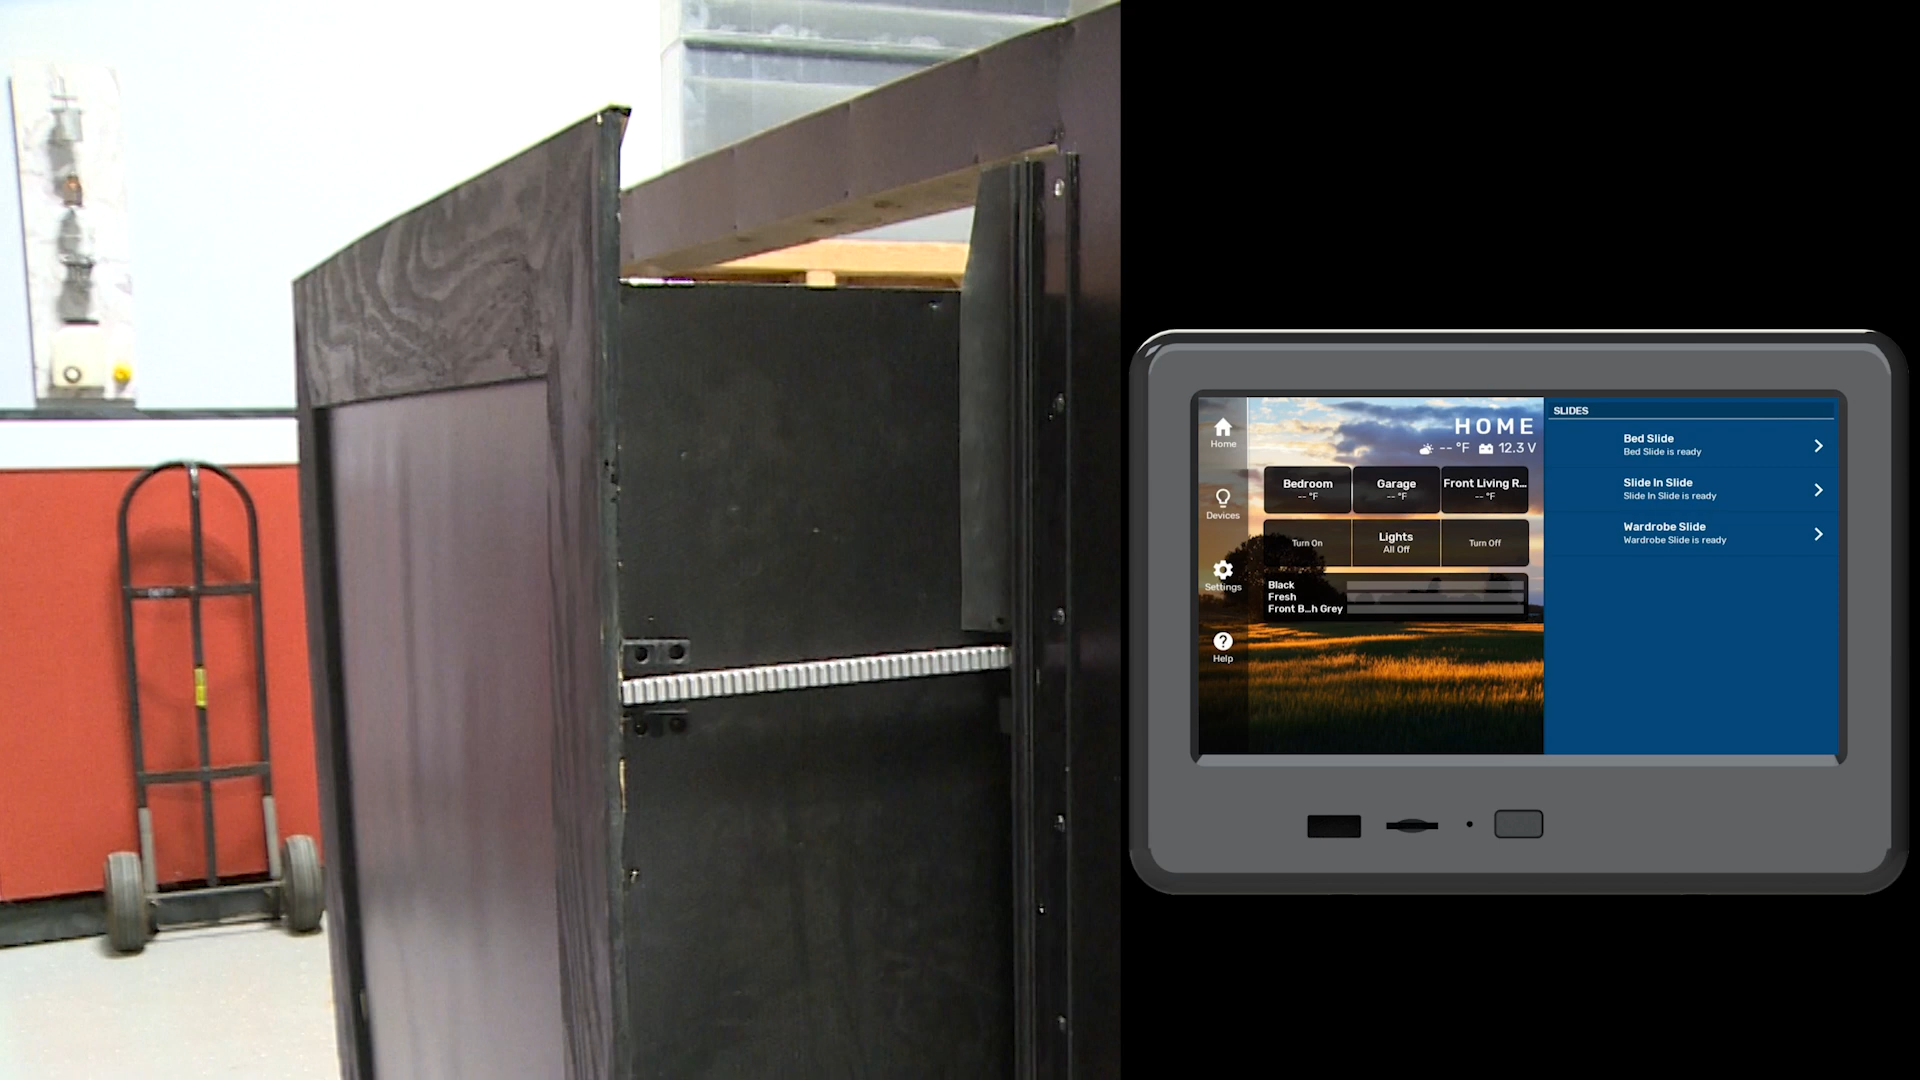 Home
Devices
Settings
Help
HOME
-- °F 12.3 V
Bedroom
-- °F
Garage
-- °F
Front Living R...
-- °F
Turn On
Lights
All Off
Turn Off
Black
Fresh
Front B...h Grey
SLIDES
Bed Slide
Bed Slide is ready
Slide In Slide
Slide In Slide is ready
Wardrobe Slide
Wardrobe Slide is ready